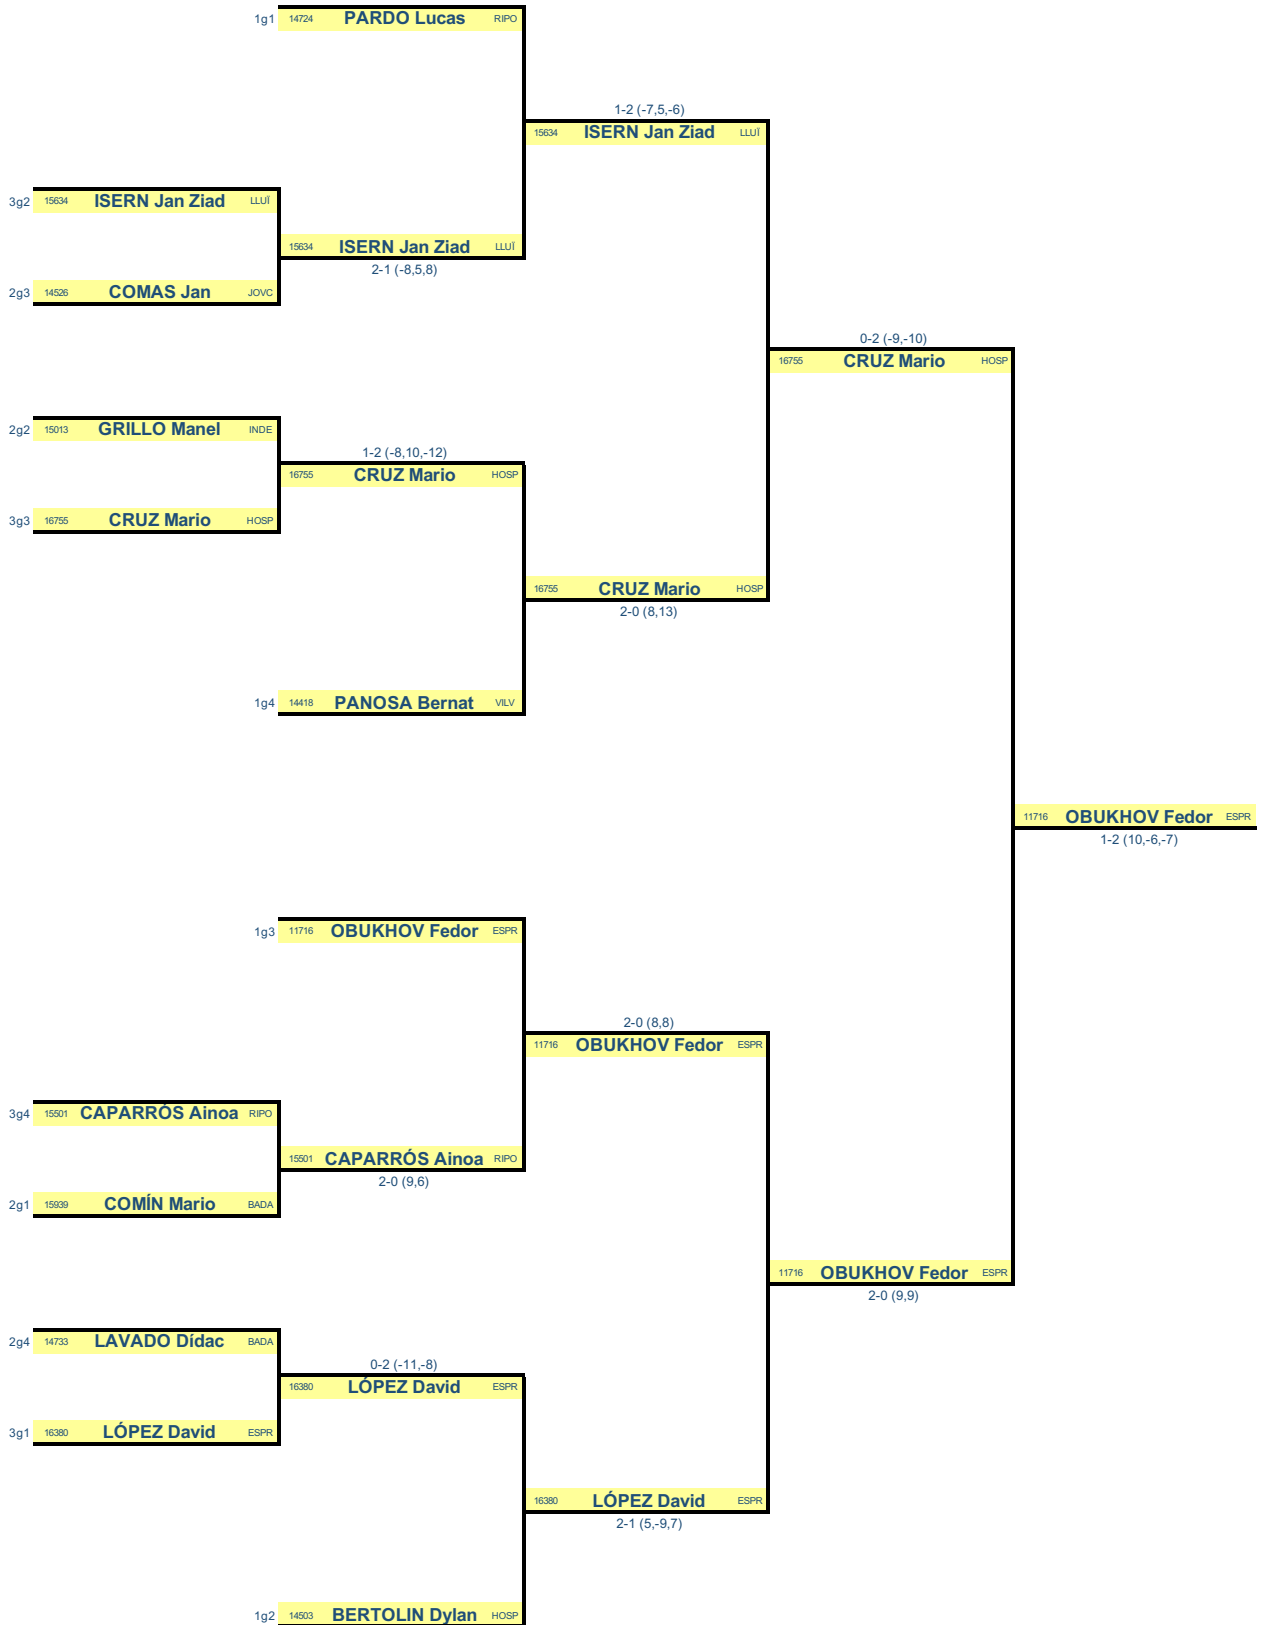 1g1 14724 PARDO Lucas RIPO
1-2 (-7,5,-6)
15634 ISERN Jan Ziad LLUÏ
3g2 15634 ISERN Jan Ziad LLUÏ
15634 ISERN Jan Ziad LLUÏ
2-1 (-8,5,8)
2g3 14526 COMAS Jan JOVC
0-2 (-9,-10)
16755 CRUZ Mario HOSP
2g2 15013 GRILLO Manel INDE
1-2 (-8,10,-12)
16755 CRUZ Mario HOSP
3g3 16755 CRUZ Mario HOSP
16755 CRUZ Mario HOSP
2-0 (8,13)
1g4 14418 PANOSA Bernat VILV
11716 OBUKHOV Fedor ESPR
1-2 (10,-6,-7)
1g3 11716 OBUKHOV Fedor ESPR
2-0 (8,8)
11716 OBUKHOV Fedor ESPR
3g4 15501 CAPARRÓS Ainoa RIPO
15501 CAPARRÓS Ainoa RIPO
2-0 (9,6)
2g1 15939 COMÍN Mario BADA
11716 OBUKHOV Fedor ESPR
2-0 (9,9)
2g4 14733 LAVADO Dídac BADA
0-2 (-11,-8)
16380 LÓPEZ David ESPR
3g1 16380 LÓPEZ David ESPR
16380 LÓPEZ David ESPR
2-1 (5,-9,7)
1g2 14503 BERTOLIN Dylan HOSP